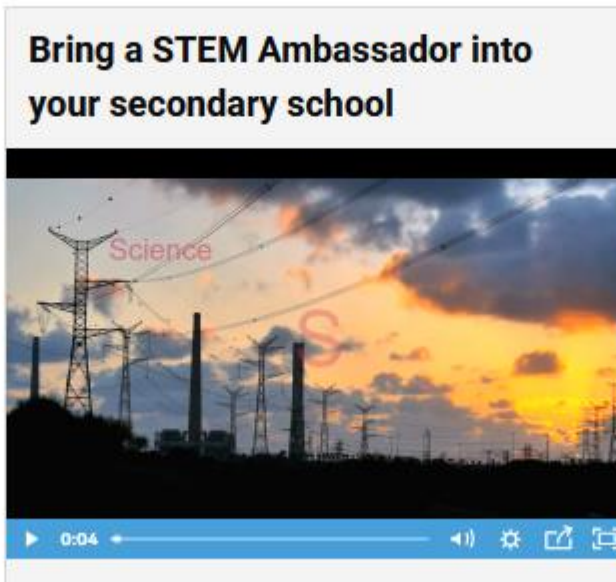 Bring a STEM Ambassador into
your secondary school
Science
S
0:04